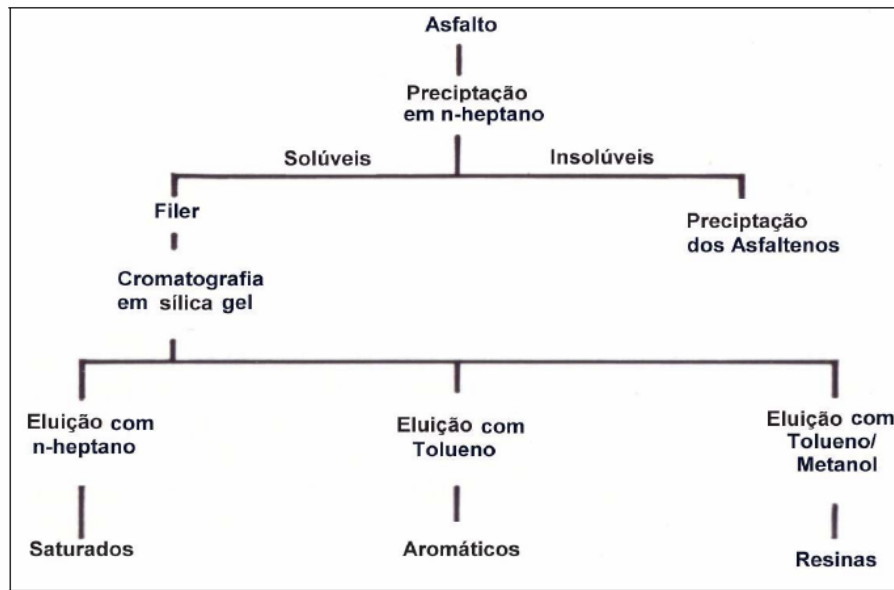 Asfalto
Preciptação
em n-heptano
Solúveis
Insolúveis
Filer
Preciptação
dos Asfaltenos
Cromatografia
em sílica gel
Eluição com
n-heptano
Eluição com
Tolueno
Eluição com
Tolueno/
Metanol
Saturados
Aromáticos
Resinas